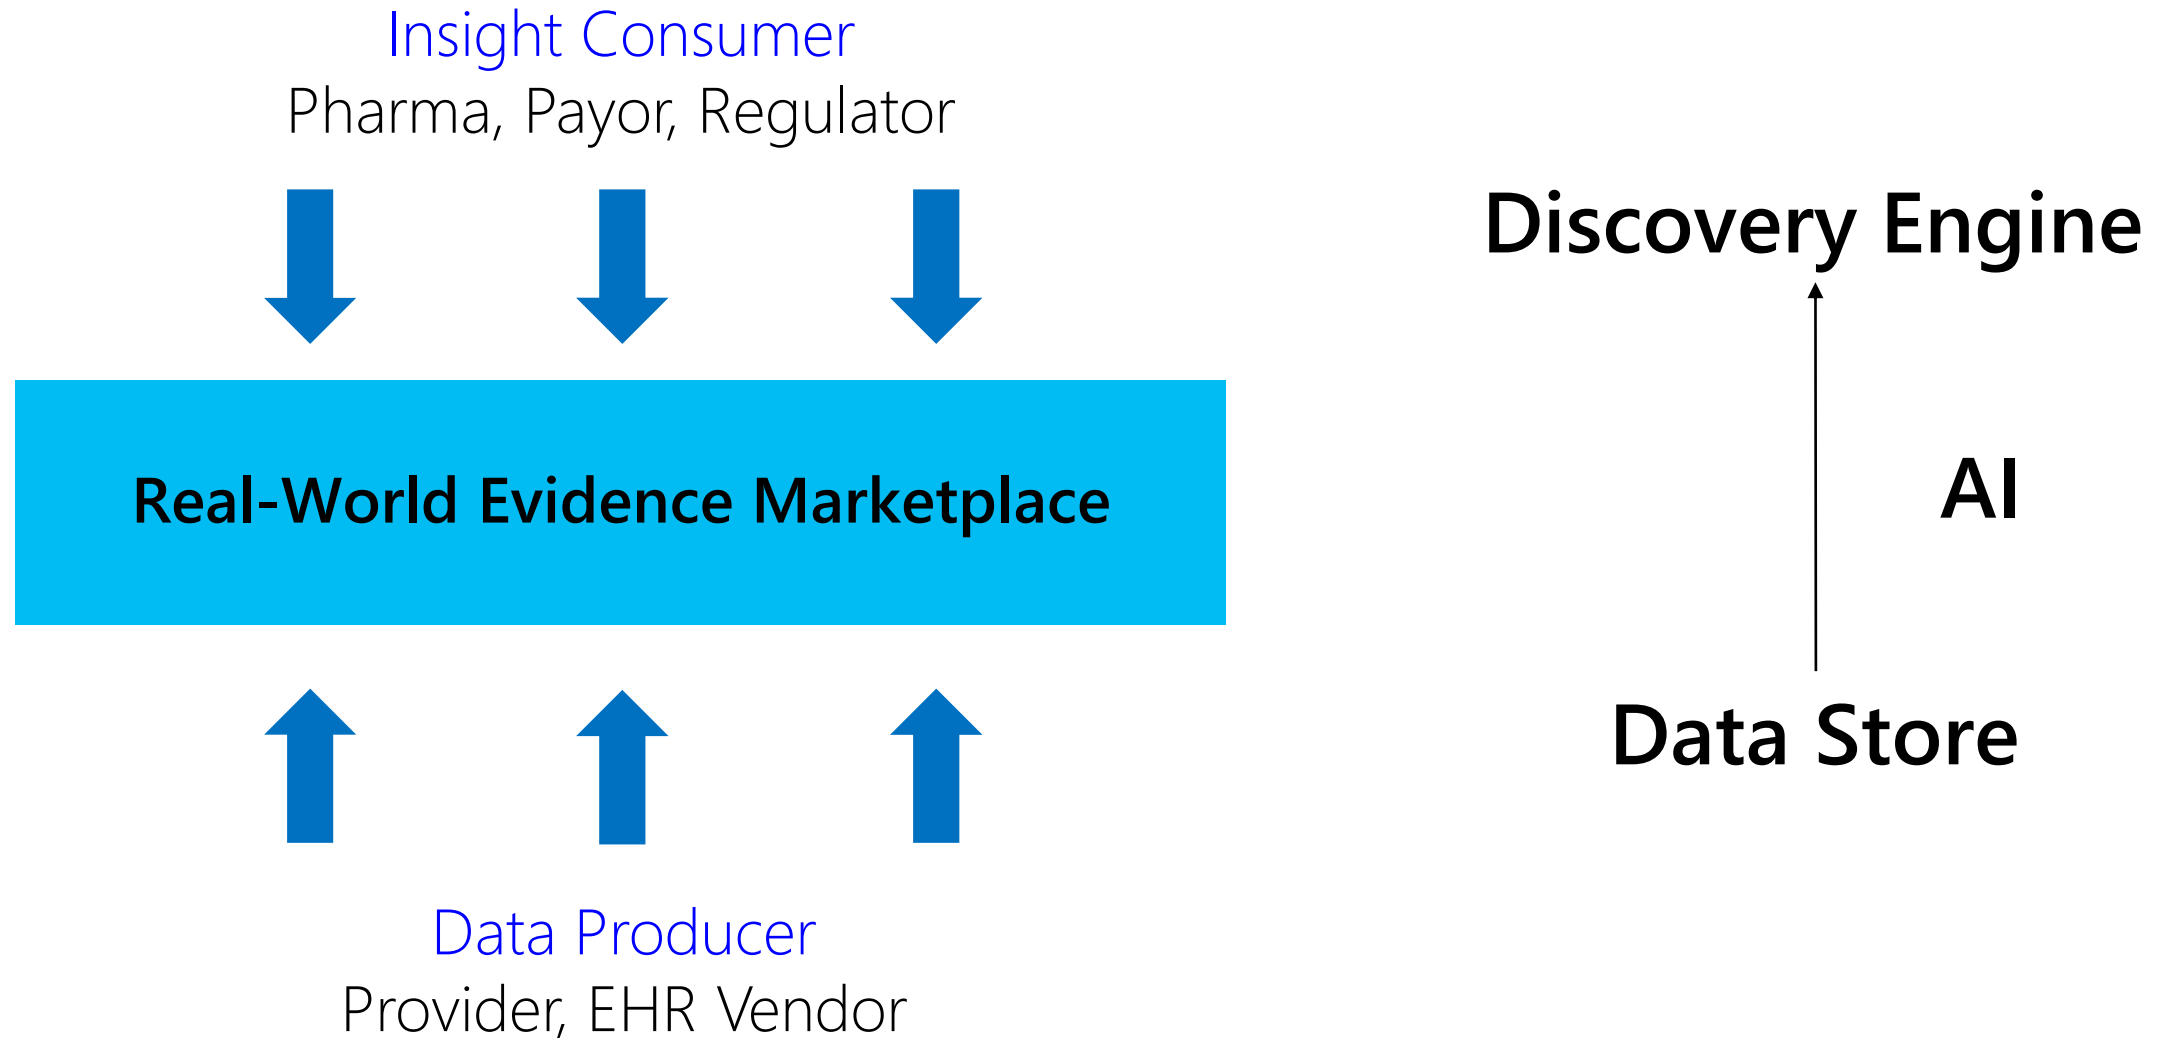 Insight Consumer
Pharma, Payor, Regulator
Real-World Evidence Marketplace
Data Producer
Provider, EHR Vendor
Discovery Engine
AI
Data Store